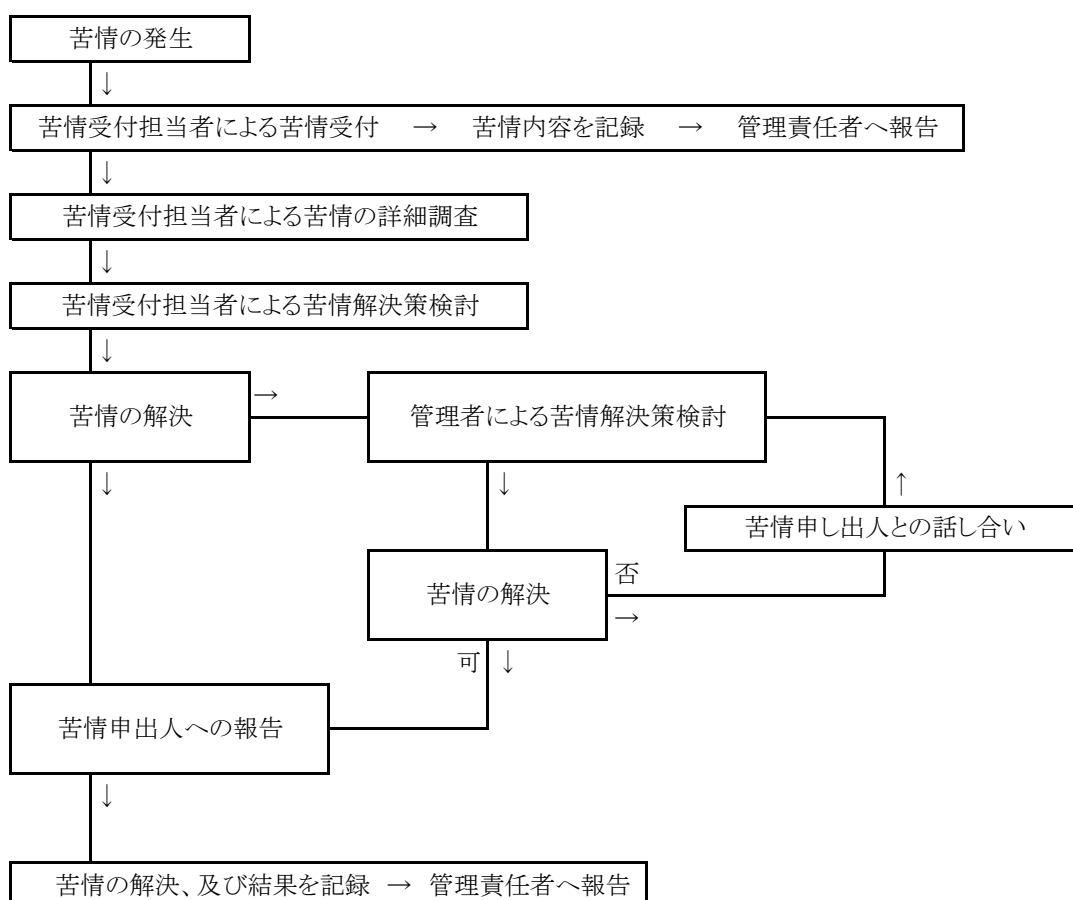 苦情の発生
↓
苦情受付担当者による苦情受付 → 苦情内容を記録 → 管理責任者へ報告
↓
苦情受付担当者による苦情の詳細調査
↓
苦情受付担当者による苦情解決策検討
↓
苦情の解決
→
管理者による苦情解決策検討
↓
↓
↑
苦情申し出人との話し合い
苦情の解決
否
→
可 ↓
苦情申出人への報告
↓
苦情の解決、及び結果を記録 → 管理責任者へ報告